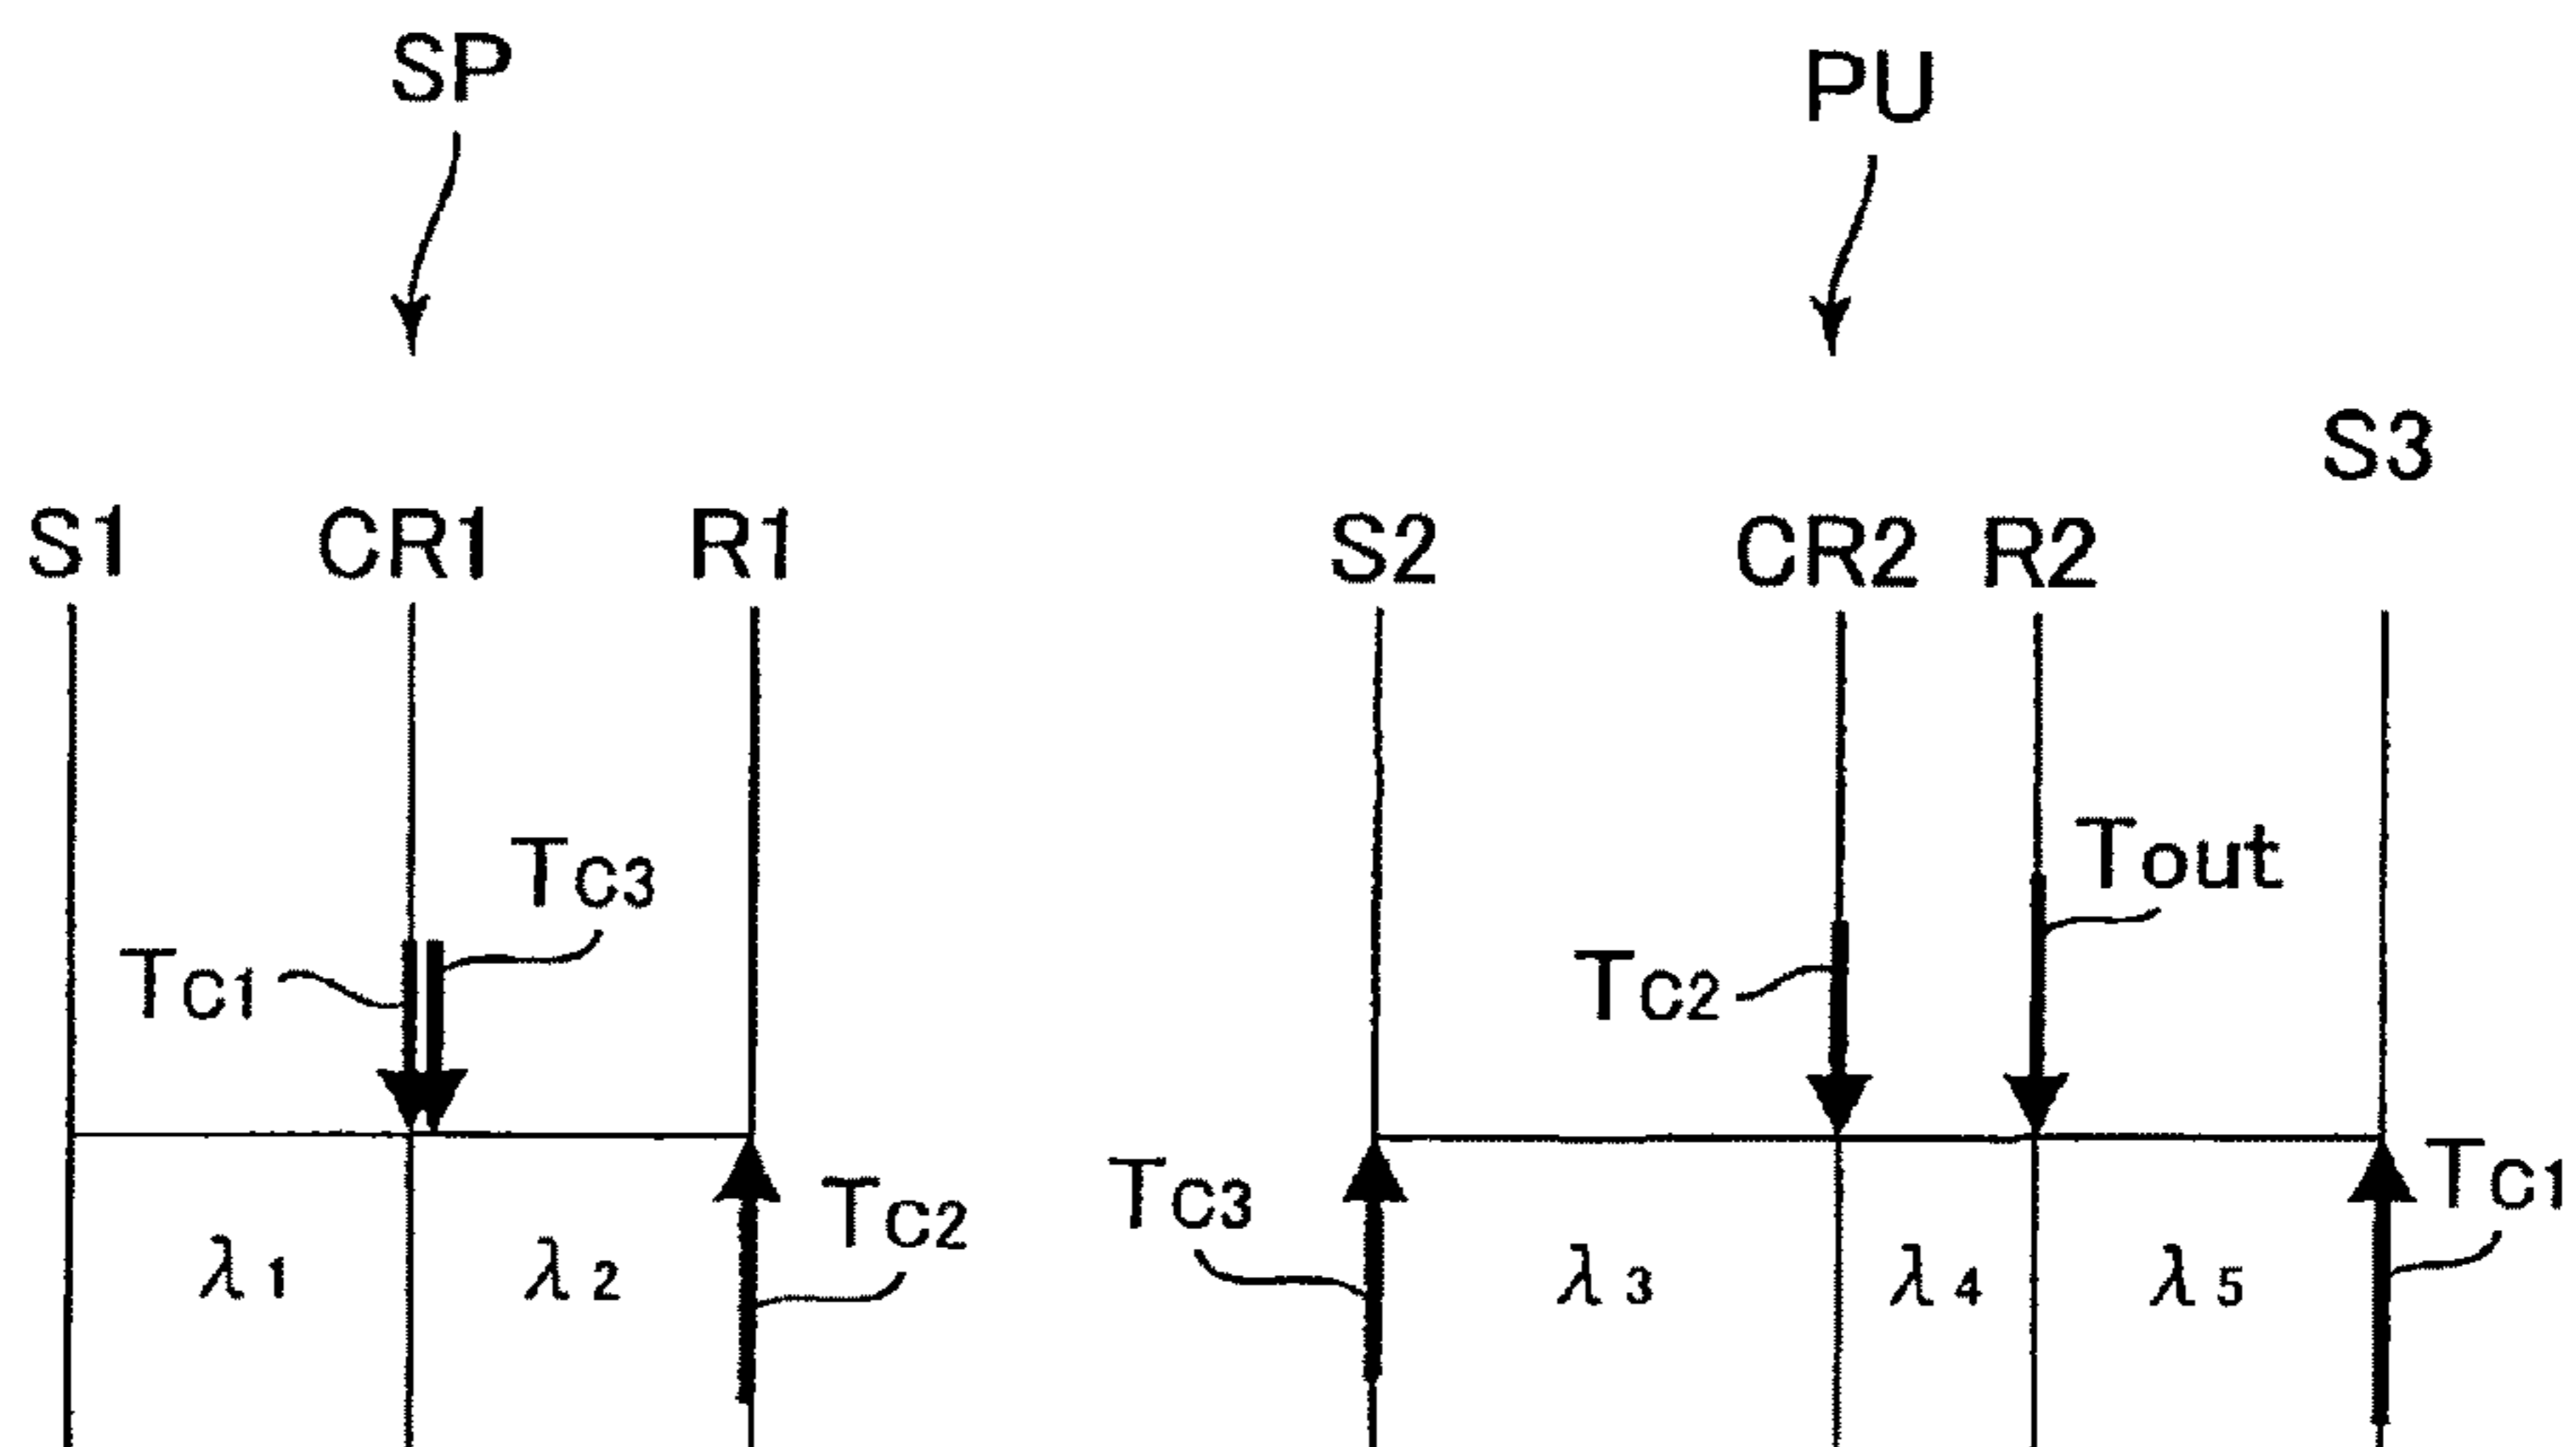 SP
PU
S1 CR1 R1
S2 CR2 R2 S3
TC1 TC3
TC2
TC2 Tout
TC3
TC1
λ1 λ2
λ3 λ4 λ5